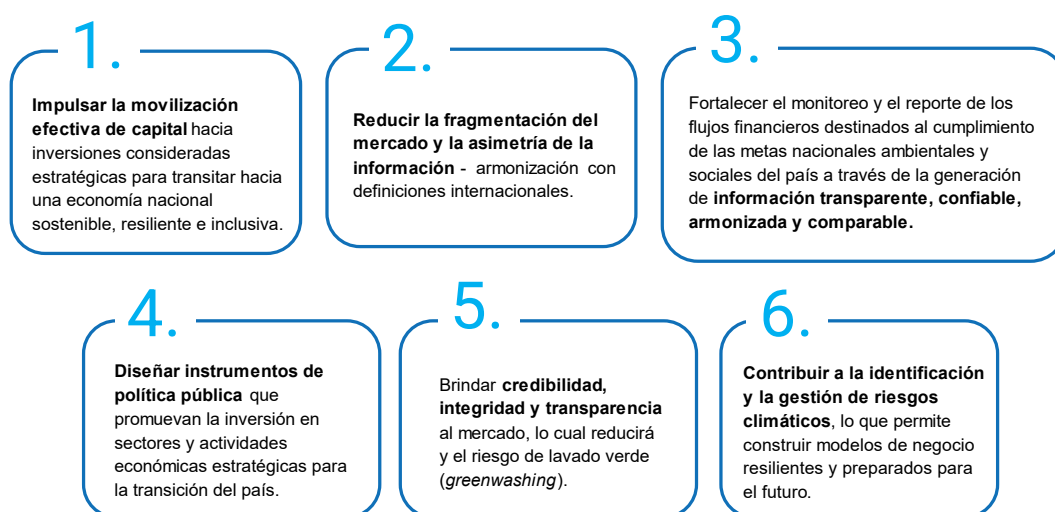 1.
Impulsar la movilización
efectiva de capital hacia
inversiones consideradas
estratégicas para transitar hacia
una economía nacional
sostenible, resiliente e inclusiva.
2.
Reducir la fragmentación del
mercado y la asimetría de la
información - armonización con
definiciones internacionales.
3.
Fortalecer el monitoreo y el reporte de los
flujos financieros destinados al cumplimiento
de las metas nacionales ambientales y
sociales del país a través de la generación
de información transparente, confiable,
armonizada y comparable.
4.
Diseñar instrumentos de
política pública que
promuevan la inversión en
sectores y actividades
económicas estratégicas para
la transición del país.
5.
Brindar credibilidad,
integridad y transparencia
al mercado, lo cual reducirá
y el riesgo de lavado verde
(greenwashing).
6.
Contribuir a la identificación
y la gestión de riesgos
climáticos, lo que permite
construir modelos de negocio
resilientes y preparados para
el futuro.